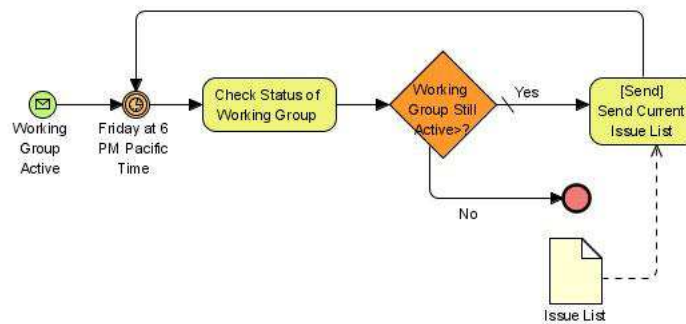 Working
Group
Active
Friday at 6
PM Pacific
Time
Check Status of
Working Group
Working
Group Still
Active>?
Yes
No
[Send]
Send Current
Issue List
Issue List